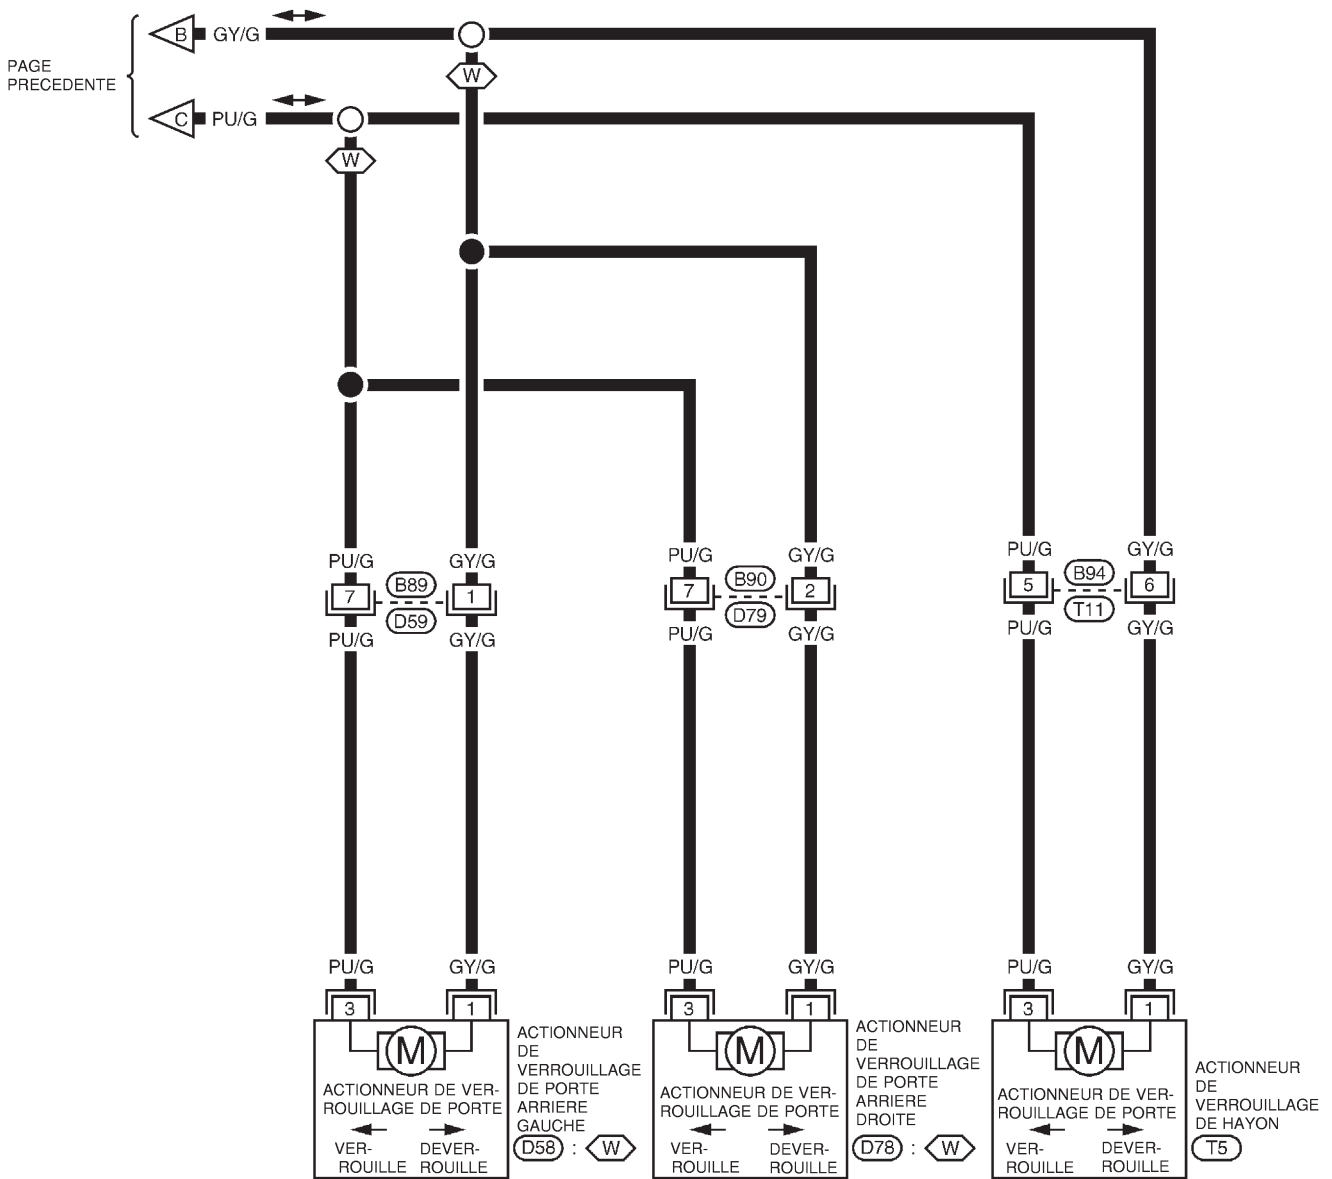 B GY/G
W
PAGE
PRECEDENTE
C PU/G
W
PU/G GY/G
7 B89 1
D59
PU/G GY/G
PU/G GY/G
7 B90 2
D79
PU/G GY/G
PU/G GY/G
5 B94 6
T11
PU/G GY/G
PU/G GY/G
3 1
M
ACTIONNEUR DE VER-
ROUILLAGE DE PORTE
VER-
ROUILLE
DEVER-
ROUILLE
ACTIONNEUR
DE
VERROUILLAGE
DE PORTE
ARRIERE
GAUCHE
D58 : W
PU/G GY/G
3 1
M
ACTIONNEUR DE VER-
ROUILLAGE DE PORTE
VER-
ROUILLE
DEVER-
ROUILLE
ACTIONNEUR
DE
VERROUILLAGE
DE PORTE
ARRIERE
DROITE
D78 : W
PU/G GY/G
3 1
M
ACTIONNEUR DE VER-
ROUILLAGE DE PORTE
VER-
ROUILLE
DEVER-
ROUILLE
ACTIONNEUR
DE
VERROUILLAGE
DE HAYON
T5